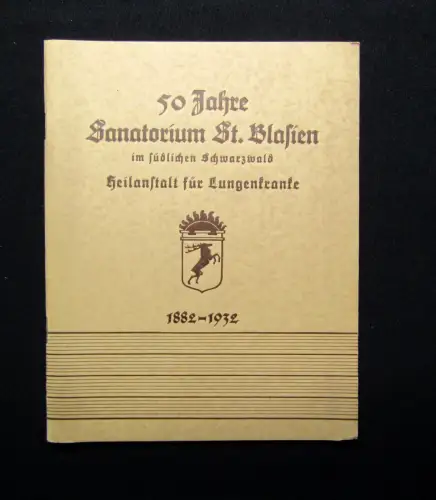 50 Jahre
Sanatorium St. Blasien
im südlichen Schwarzwald
Heilanstalt für Lungenkranke
1882-1932